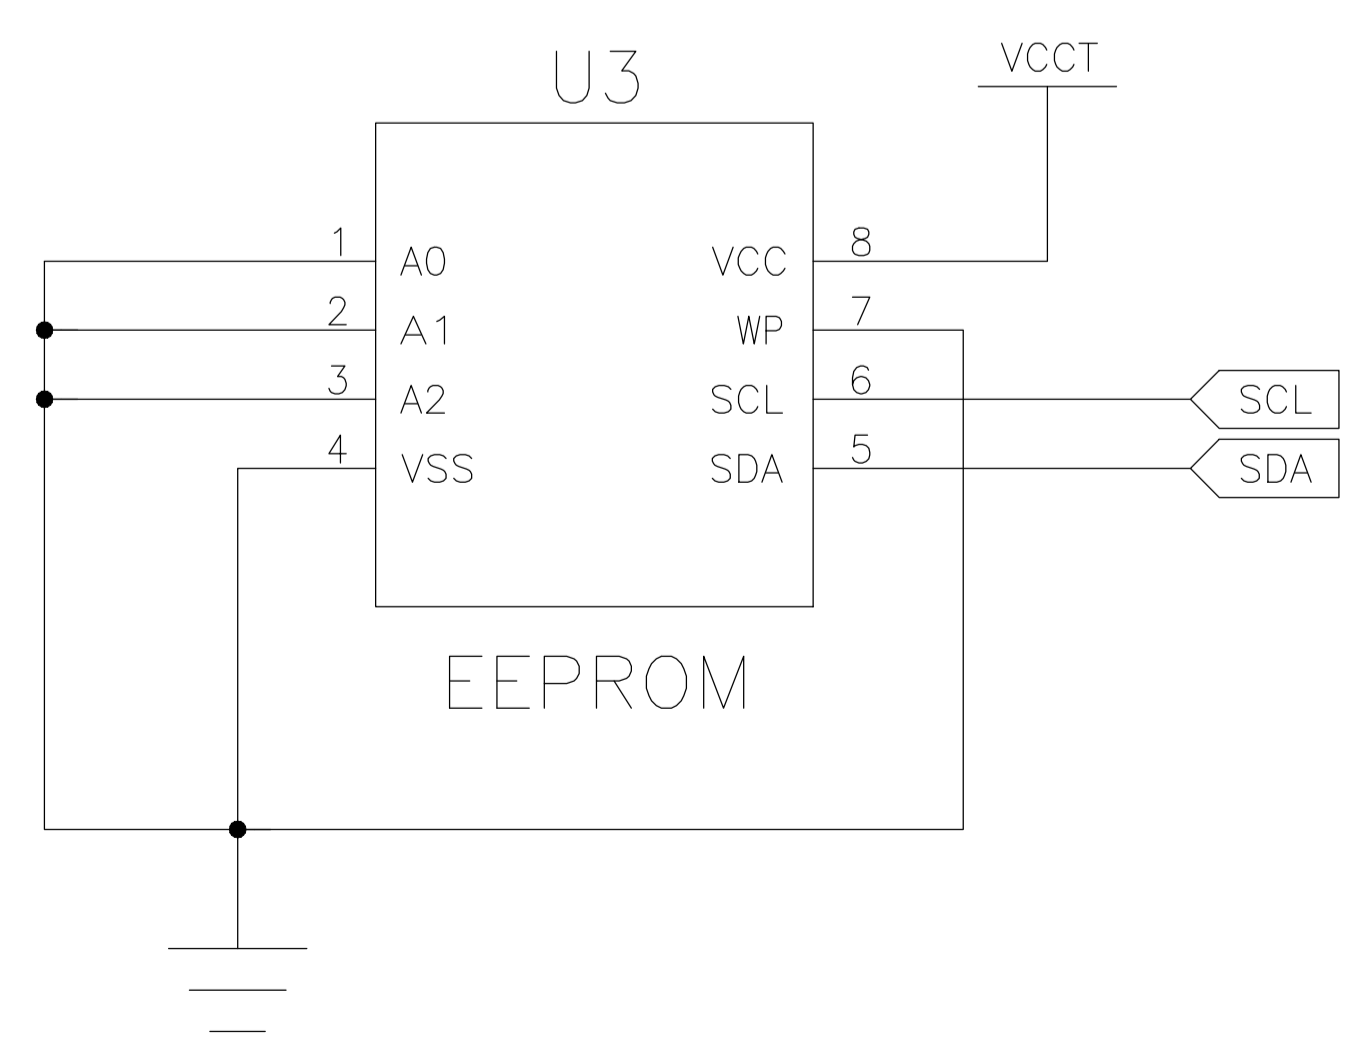 U3
VCCT
1 A0 VCC 8
2 A1 WP 7
3 A2 SCL 6 SCL
4 VSS SDA 5 SDA
EEPROM